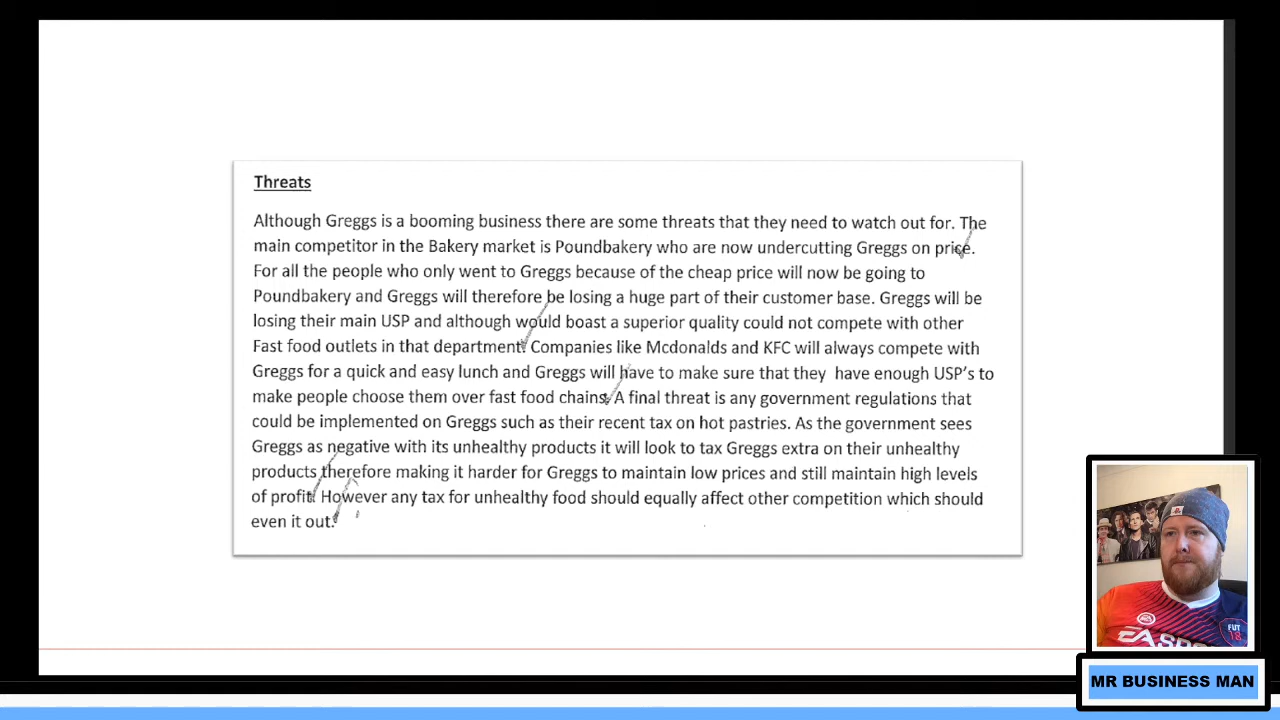 Threats
Although Greggs is a booming business there are some threats that they need to watch out for. The
main competitor in the Bakery market is Poundbakery who are now undercutting Greggs on price.
For all the people who only went to Greggs because of the cheap price will now be going to
Poundbakery and Greggs will therefore be losing a huge part of their customer base. Greggs will be
losing their main USP and although would boast a superior quality could not compete with other
Fast food outlets in that department. Companies like Mcdonalds and KFC will always compete with
Greggs for a quick and easy lunch and Greggs will have to make sure that they have enough USP's to
make people choose them over fast food chains. A final threat is any government regulations that
could be implemented on Greggs such as their recent tax on hot pastries. As the government sees
Greggs as negative with its unhealthy products it will look to tax Greggs extra on their unhealthy
products therefore making it harder for Greggs to maintain low prices and still maintain high levels
of profit. However any tax for unhealthy food should equally affect other competition which should
even it out.
EA SPO
FUT
18
MR BUSINESS MAN